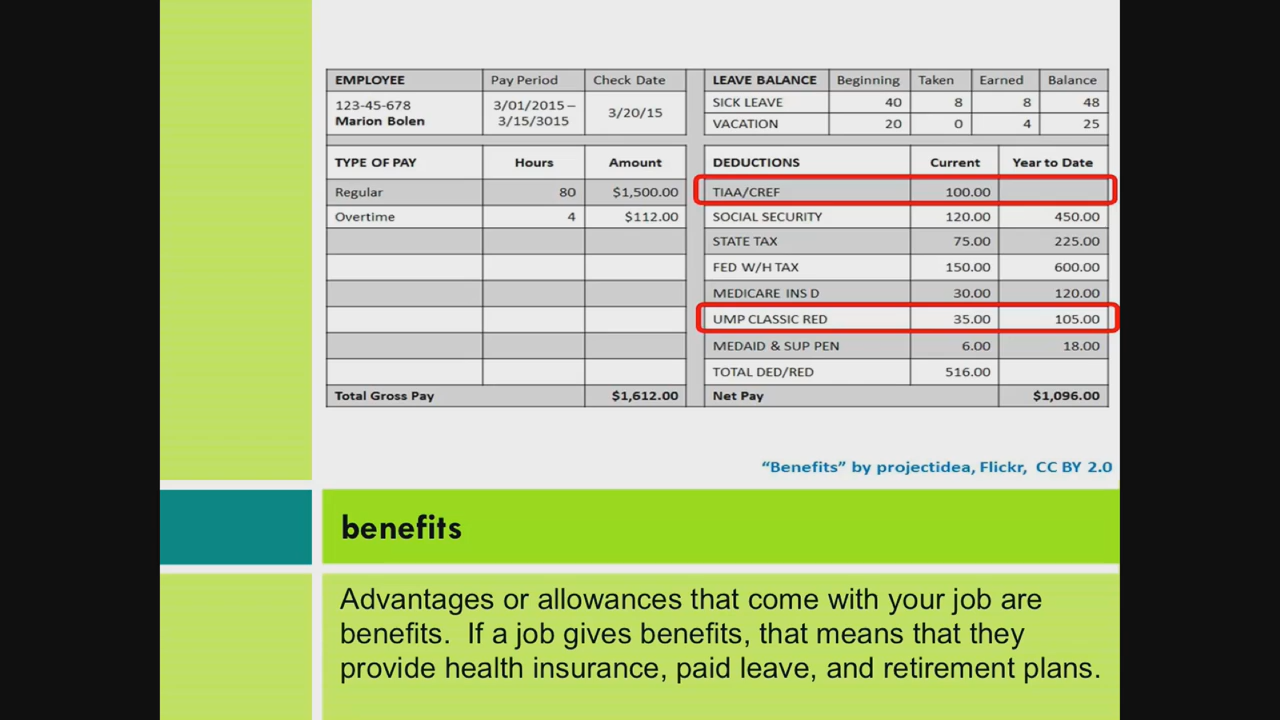 EMPLOYEE Pay Period Check Date
123-45-678 3/01/2015 – 3/20/15
Marion Bolen 3/15/3015
TYPE OF PAY Hours Amount
Regular 80 $1,500.00
Overtime 4 $112.00
Total Gross Pay $1,612.00
LEAVE BALANCE Beginning Taken Earned Balance
SICK LEAVE 40 8 8 48
VACATION 20 0 4 25
DEDUCTIONS Current Year to Date
TIAA/CREF 100.00
SOCIAL SECURITY 120.00 450.00
STATE TAX 75.00 225.00
FED W/H TAX 150.00 600.00
MEDICARE INS D 30.00 120.00
UMP CLASSIC RED 35.00 105.00
MEDAID & SUP PEN 6.00 18.00
TOTAL DED/RED 516.00
Net Pay $1,096.00
“Benefits” by projectidea, Flickr, CC BY 2.0
benefits
Advantages or allowances that come with your job are
benefits. If a job gives benefits, that means that they
provide health insurance, paid leave, and retirement plans.